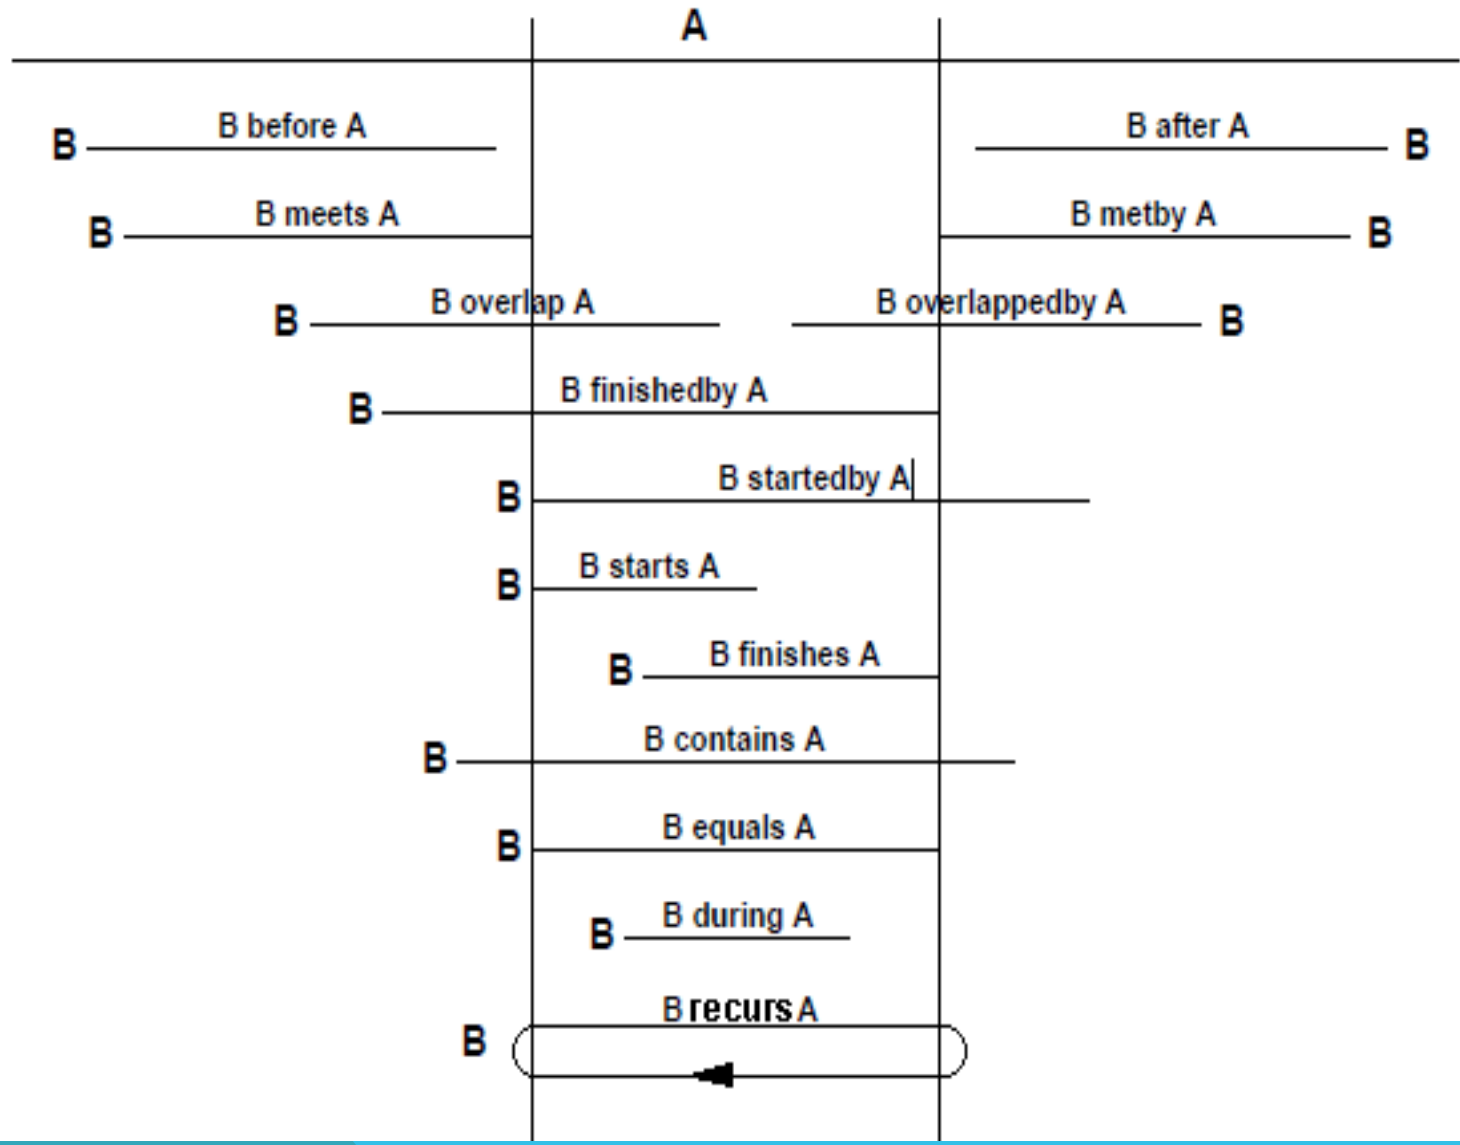 A
B B before A B after A B
B B meets A B metby A B
B B overlap A B overlappedby A B
B B finishedby A
B B startedby A
B B starts A
B B finishes A
B B contains A
B B equals A
B B during A
B B recurs A